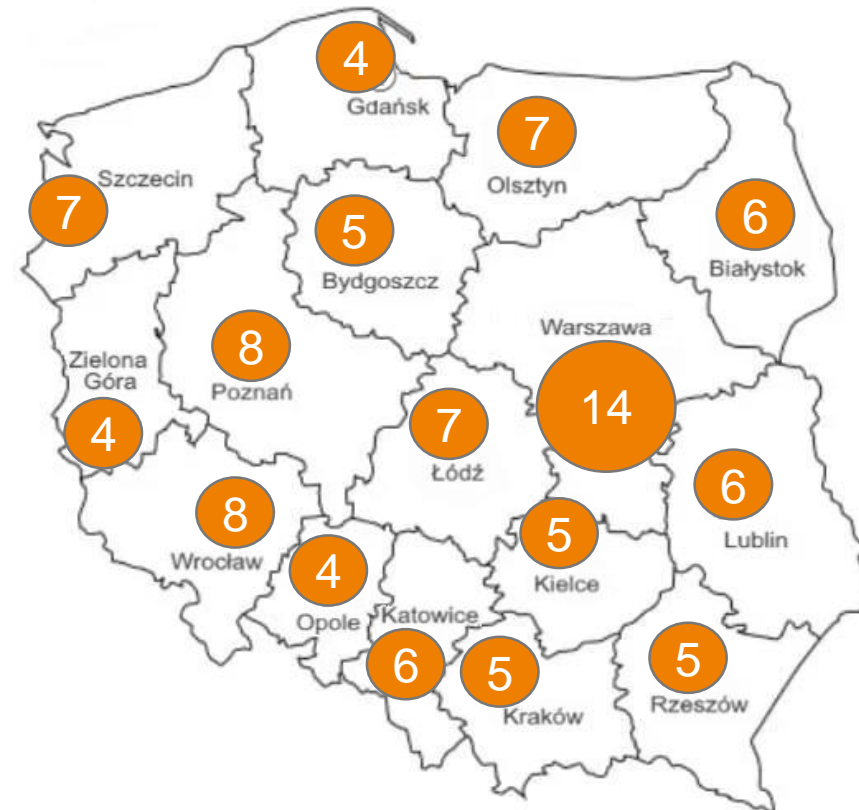 4
Gdańsk
7
Olsztyn
Szczecin
7
6
Białystok
5
Bydgoszcz
Warszawa
14
8
Poznań
Zielona
Góra
4
7
Łódź
6
Lublin
8
Wrocław
5
Kielce
4
Opole
Katowice
6
5
Kraków
5
Rzeszów